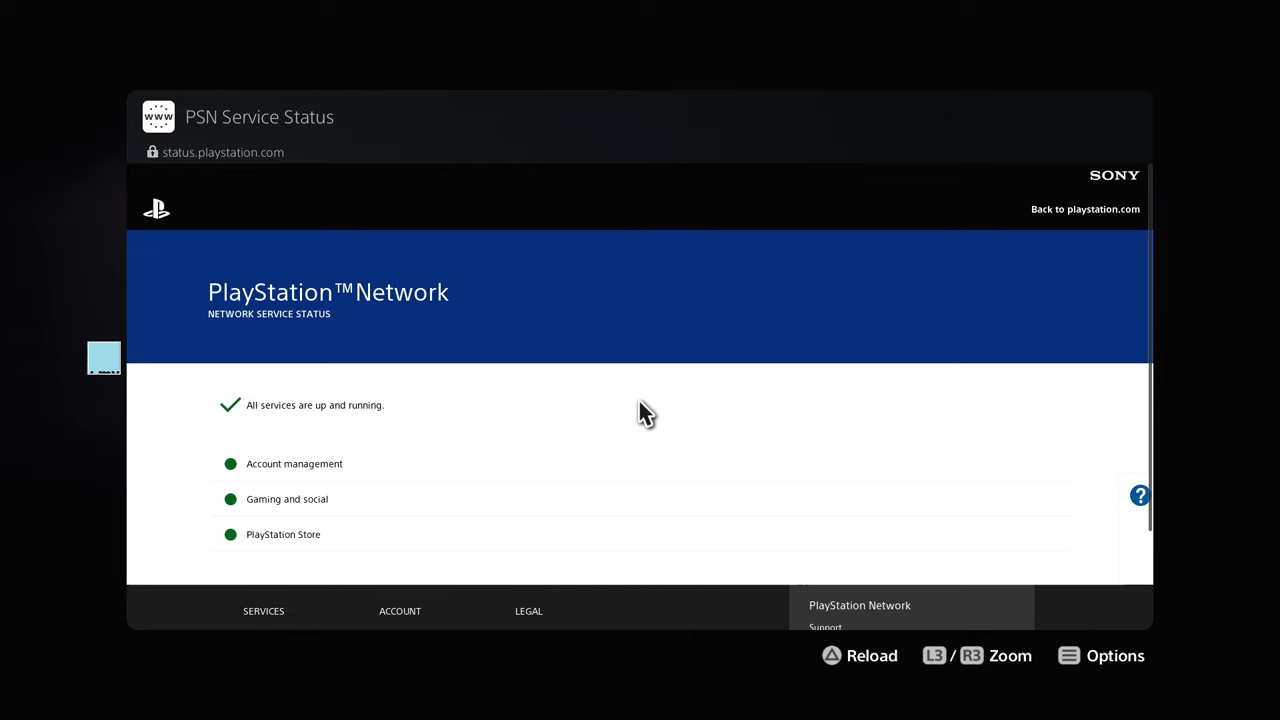 www
PSN Service Status
status.playstation.com
SONY
Back to playstation.com
PlayStation™Network
NETWORK SERVICE STATUS
All services are up and running.
Account management
Gaming and social
?
PlayStation Store
SERVICES ACCOUNT LEGAL
PlayStation Network
Support
Reload L3 / R3 Zoom Options